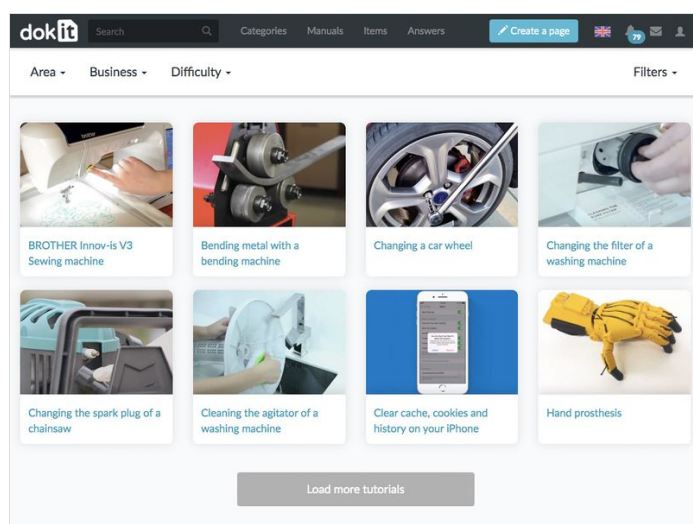 dokit
Search
Categories
Manuals
Items
Answers
Create a page
79
Area
Business
Difficulty
Filters
brother
BROTHER Innov-is V3
Sewing machine
Bending metal with a
bending machine
Changing a car wheel
Changing the filter of a
washing machine
Changing the spark plug of a
chainsaw
Cleaning the agitator of a
washing machine
Clear cache, cookies and
history on your iPhone
Hand prosthesis
Load more tutorials